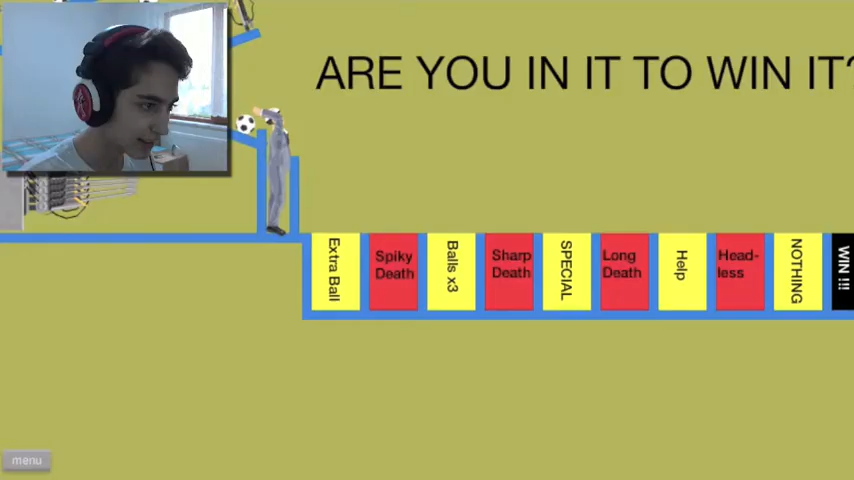 ARE YOU IN IT TO WIN IT?
Extra Ball
Spiky
Death
Balls x3
Sharp
Death
SPECIAL
Long
Death
Help
Head-
less
NOTHING
WIN !!!
menu